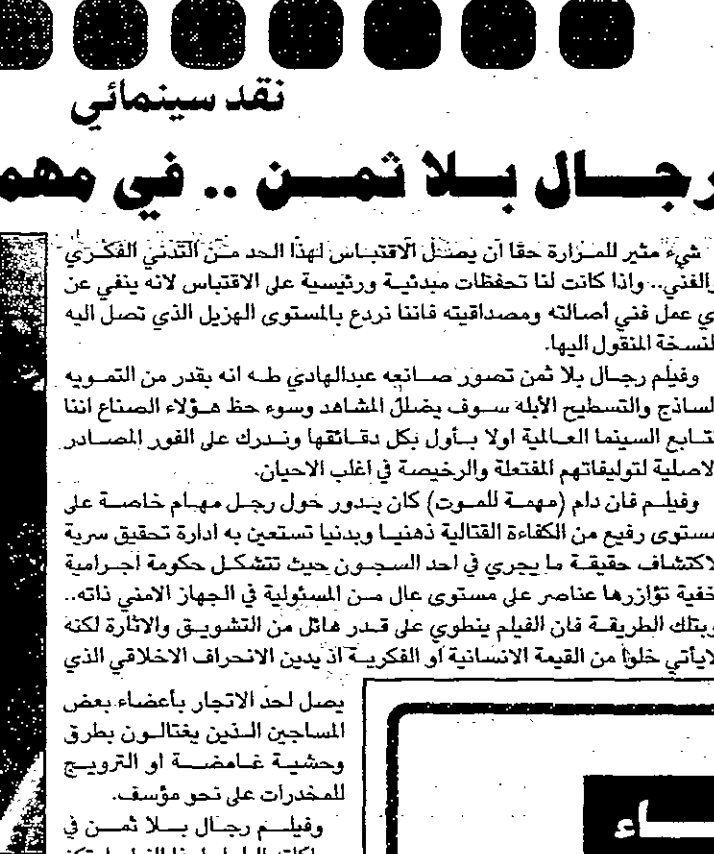 نقد سينمائي
رجال بلا ثمن .. في مهم
شيء مثير للمرارة حقا أن يصل الاقتباس لهذا الحد من التدني الفكري
والفني.. واذا كانت لنا تحفظات مبدئية ورئيسية على الاقتباس لانه ينفي عن
أي عمل فني أصالته ومصداقيته فاننا نردع بالمستوى الهزيل الذي تصل اليه
النسخة المنقول اليها.
وفيلم رجال بلا ثمن تصور صانعه عبدالهادي طه انه بقدر من التمويه
الساذج والتسطيح الأبله سوف يضلل المشاهد وسوء حظ هؤلاء الصناع اننا
نتابع السينما العالمية اولا بأول بكل دقائقها وندرك على الفور المصادر
الاصلية لتوليفاتهم المفتعلة والرخيصة في اغلب الاحيان.
وفيلم فان دام (مهمة للموت) كان يدور حول رجل مهام خاصة على
مستوى رفيع من الكفاءة القتالية ذهنيا وبدنيا تستعين به ادارة تحقيق سرية
لاكتشاف حقيقة ما يجري في احد السجون حيث تتشكل حكومة اجرامية
خفية تؤازرها عناصر على مستوى عال من المسئولية في الجهاز الامني ذاته..
وبتلك الطريقة فان الفيلم ينطوي على قدر هائل من التشويق والاثارة لكنه
لايأتي خلوا من القيمة الانسانية او الفكرية اذ يدين الانحراف الاخلاقي الذي
يصل لحد الاتجار بأعضاء بعض
المساجين الذين يغتالون بطرق
وحشية غامضة او الترويج
للمخدرات على نحو مؤسف.
وفيلم رجال بلا ثمن في
اء